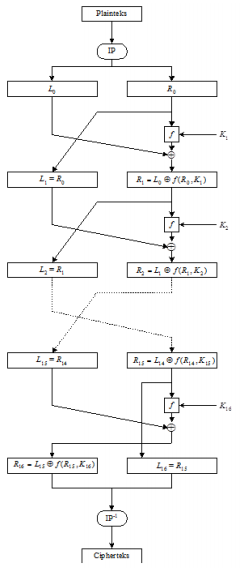 Plainteks
IP
L₀
R₀
f
K₁
L₁ = R₀
R₁ = L₀ ⊕ f(R₀, K₁)
f
K₂
L₂ = R₁
R₂ = L₁ ⊕ f(R₁, K₂)
L₁₅ = R₁₄
R₁₅ = L₁₄ ⊕ f(R₁₄, K₁₅)
f
K₁₆
R₁₆ = L₁₅ ⊕ f(R₁₅, K₁₆)
L₁₆ = R₁₅
IP⁻¹
Cipherteks